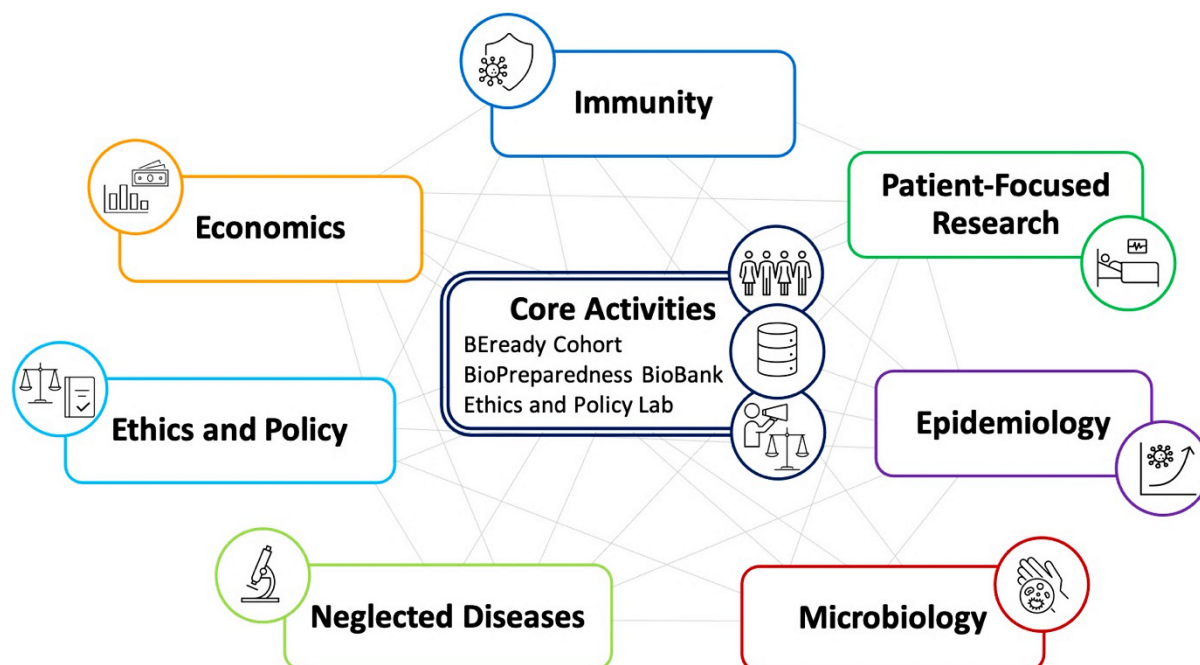 Immunity
Patient-Focused
Research
Economics
Core Activities
BEready Cohort
BioPreparedness BioBank
Ethics and Policy Lab
Ethics and Policy
Epidemiology
Neglected Diseases
Microbiology